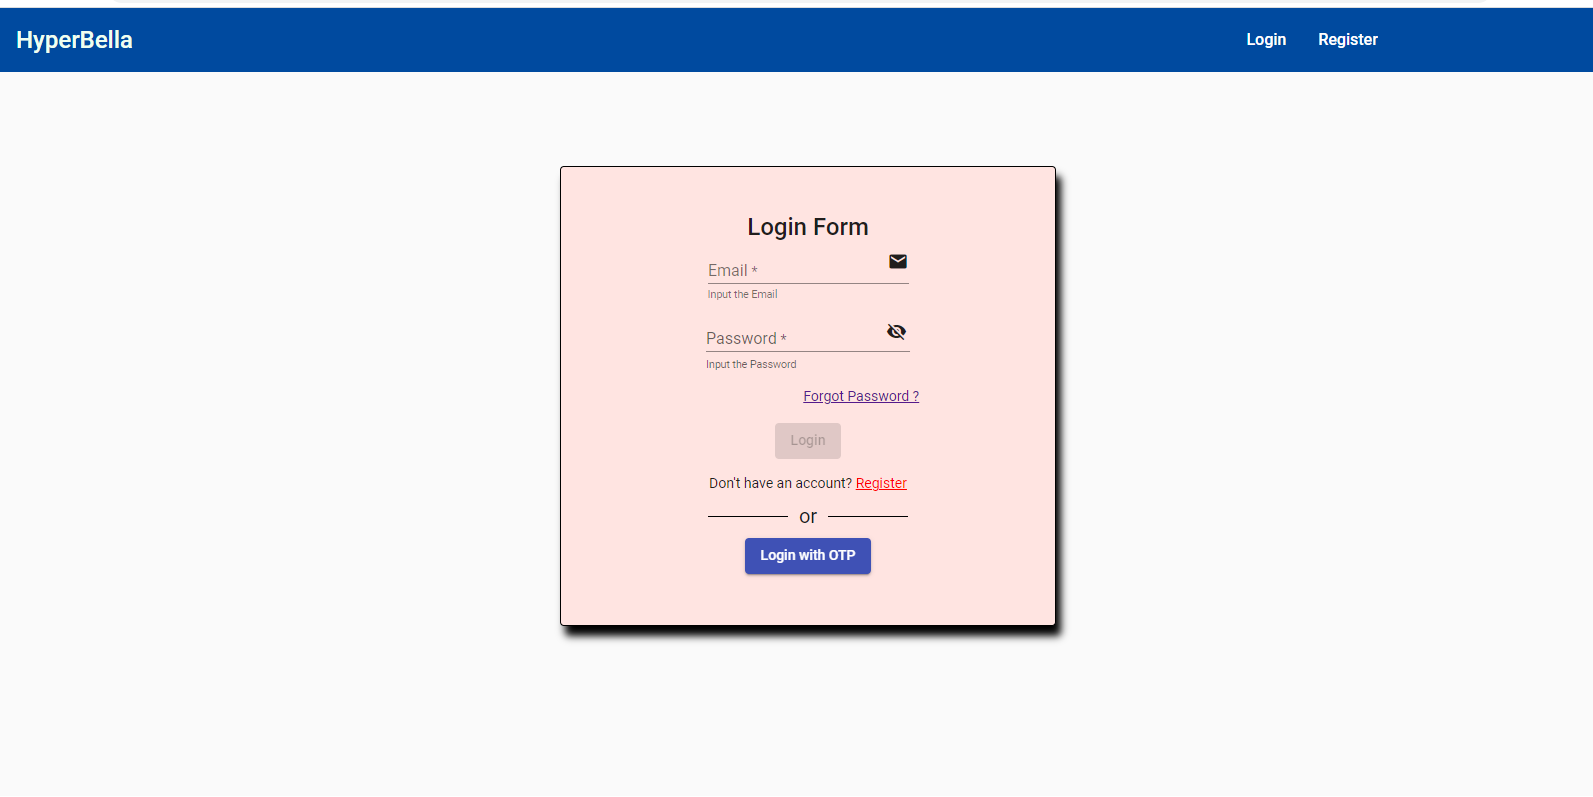 HyperBella Login Register
Login Form
Email *
Input the Email
Password *
Input the Password
Forgot Password ?
Login
Don't have an account? Register
or
Login with OTP